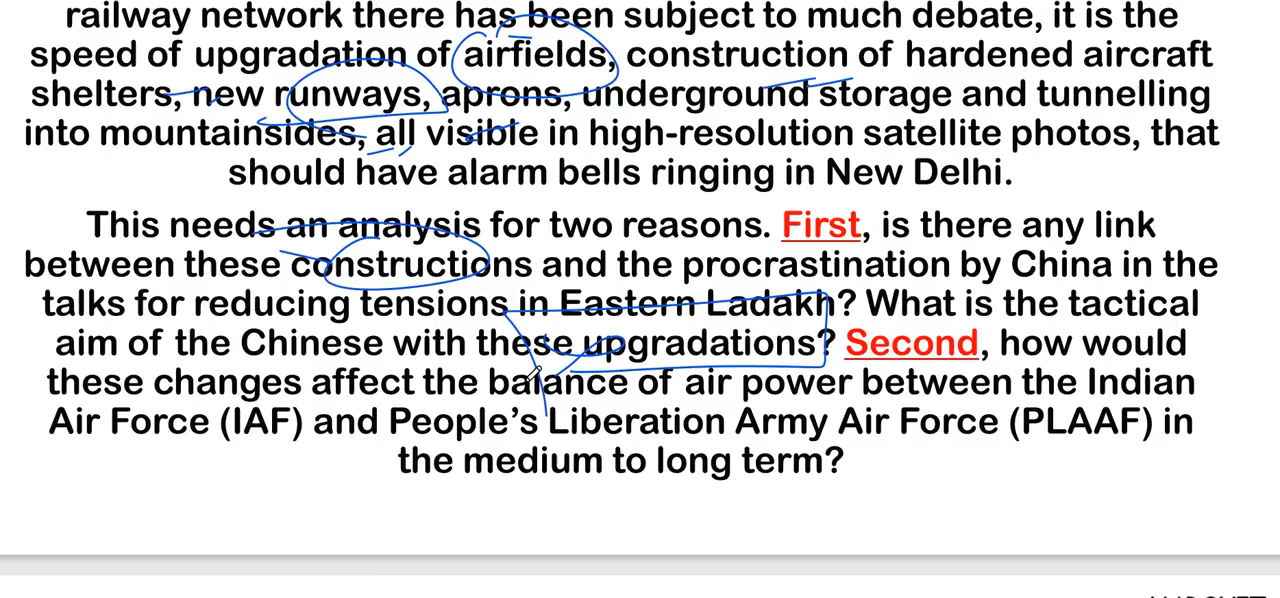 railway network there has been subject to much debate, it is the
speed of upgradation of airfields, construction of hardened aircraft
shelters, new runways, aprons, underground storage and tunnelling
into mountainsides, all visible in high-resolution satellite photos, that
should have alarm bells ringing in New Delhi.
This needs an analysis for two reasons. First, is there any link
between these constructions and the procrastination by China in the
talks for reducing tensions in Eastern Ladakh? What is the tactical
aim of the Chinese with these upgradations? Second, how would
these changes affect the balance of air power between the Indian
Air Force (IAF) and People's Liberation Army Air Force (PLAAF) in
the medium to long term?